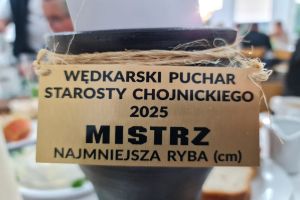 WĘDKARSKI PUCHAR
STAROSTY CHOJNICKIEGO
2025
MISTRZ
NAJMNIEJSZA RYBA (cm)